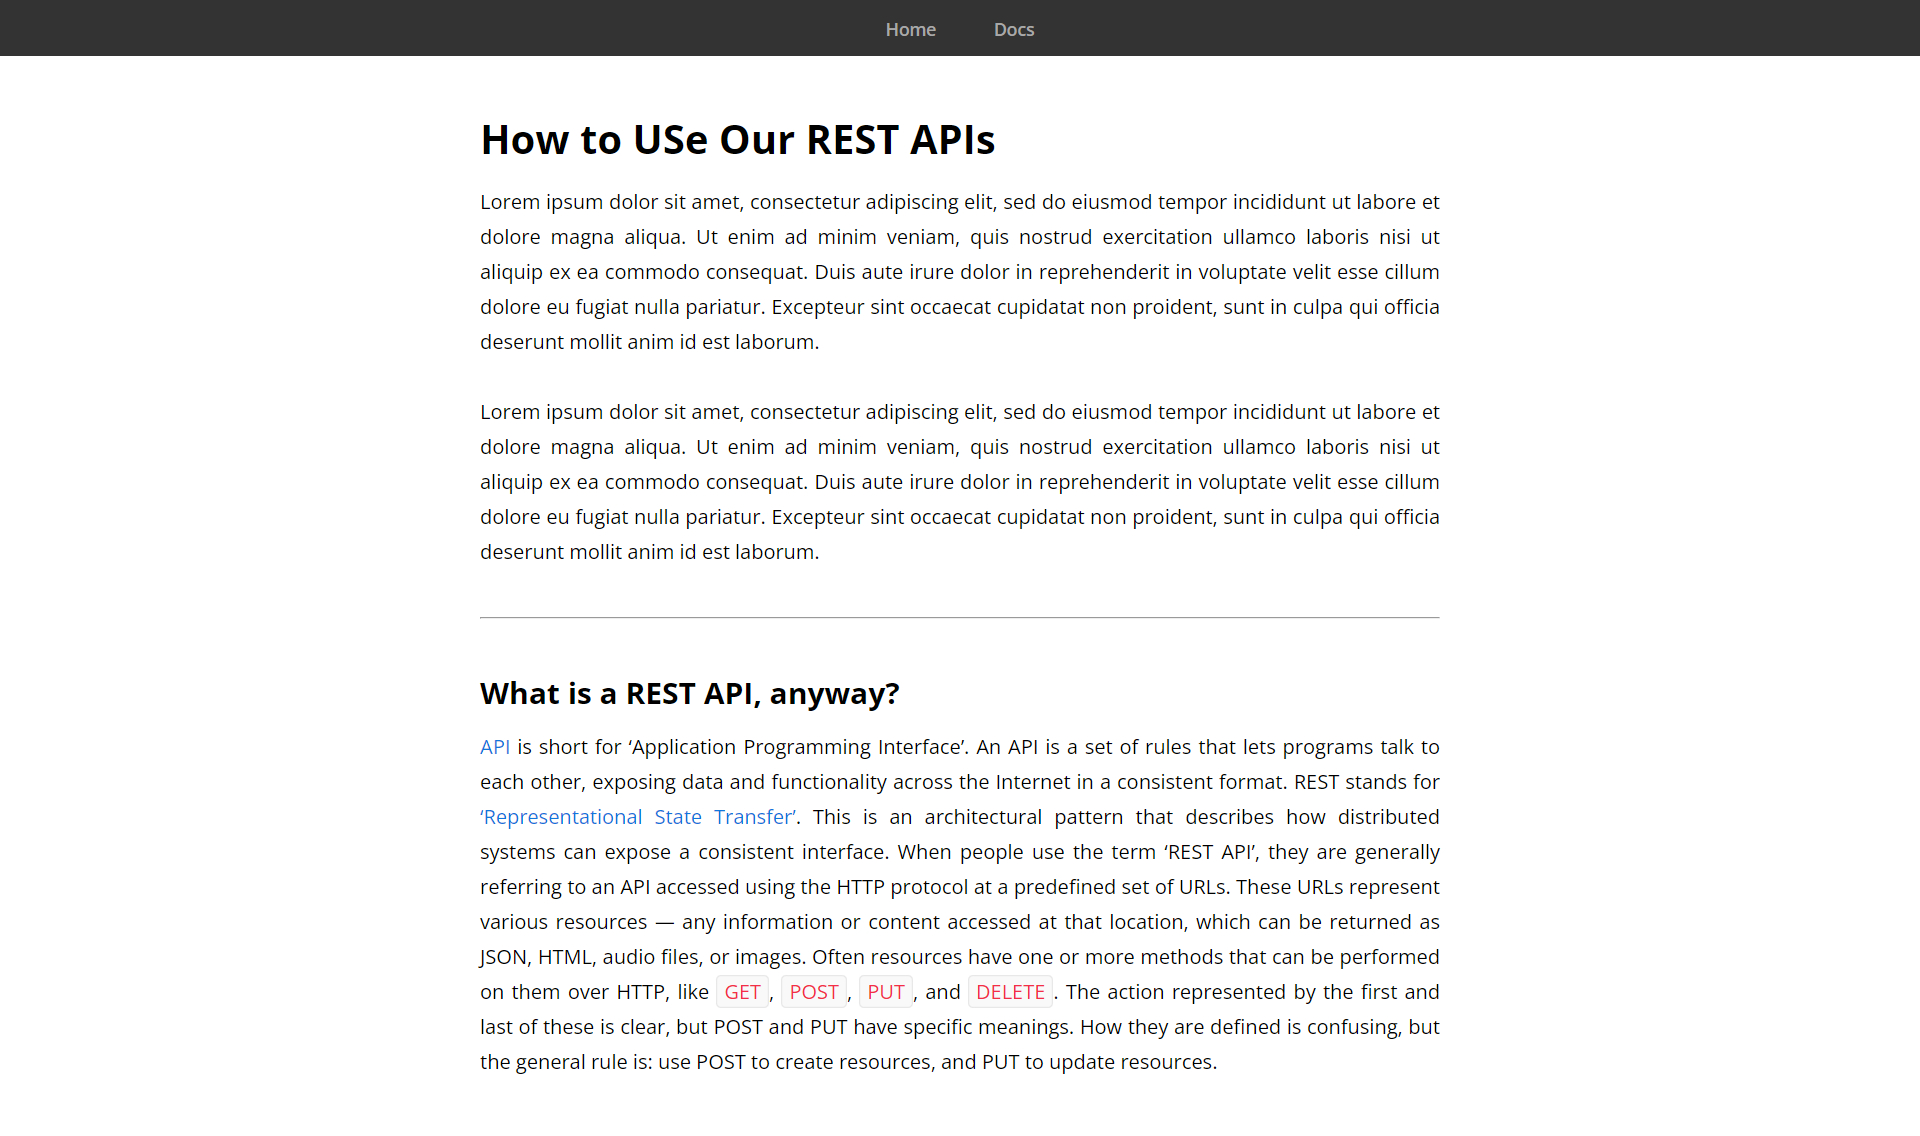 Home Docs
How to USe Our REST APIs
Lorem ipsum dolor sit amet, consectetur adipiscing elit, sed do eiusmod tempor incididunt ut labore et
dolore magna aliqua. Ut enim ad minim veniam, quis nostrud exercitation ullamco laboris nisi ut
aliquip ex ea commodo consequat. Duis aute irure dolor in reprehenderit in voluptate velit esse cillum
dolore eu fugiat nulla pariatur. Excepteur sint occaecat cupidatat non proident, sunt in culpa qui officia
deserunt mollit anim id est laborum.
Lorem ipsum dolor sit amet, consectetur adipiscing elit, sed do eiusmod tempor incididunt ut labore et
dolore magna aliqua. Ut enim ad minim veniam, quis nostrud exercitation ullamco laboris nisi ut
aliquip ex ea commodo consequat. Duis aute irure dolor in reprehenderit in voluptate velit esse cillum
dolore eu fugiat nulla pariatur. Excepteur sint occaecat cupidatat non proident, sunt in culpa qui officia
deserunt mollit anim id est laborum.
What is a REST API, anyway?
API is short for ‘Application Programming Interface’. An API is a set of rules that lets programs talk to
each other, exposing data and functionality across the Internet in a consistent format. REST stands for
‘Representational State Transfer’. This is an architectural pattern that describes how distributed
systems can expose a consistent interface. When people use the term ‘REST API’, they are generally
referring to an API accessed using the HTTP protocol at a predefined set of URLs. These URLs represent
various resources — any information or content accessed at that location, which can be returned as
JSON, HTML, audio files, or images. Often resources have one or more methods that can be performed
on them over HTTP, like GET, POST, PUT, and DELETE. The action represented by the first and
last of these is clear, but POST and PUT have specific meanings. How they are defined is confusing, but
the general rule is: use POST to create resources, and PUT to update resources.